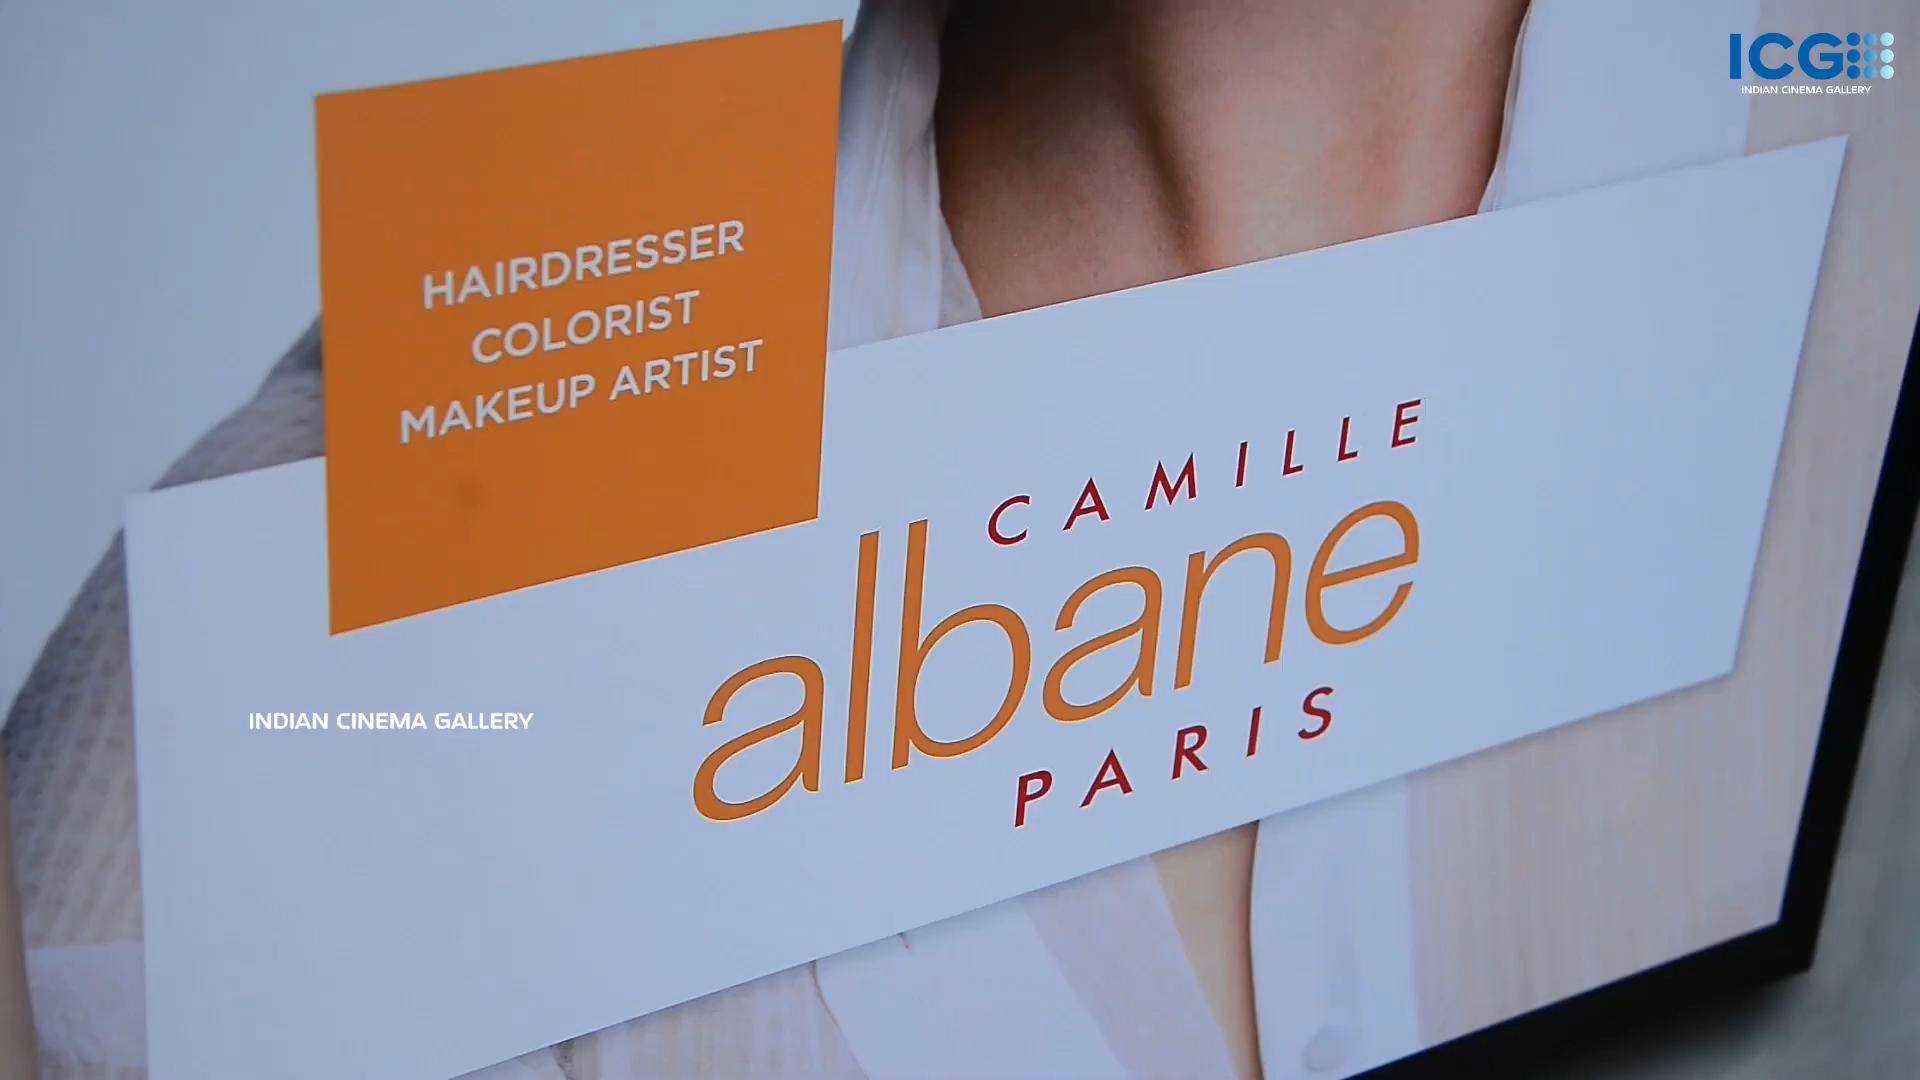 ICG
INDIAN CINEMA GALLERY
HAIRDRESSER
COLORIST
MAKEUP ARTIST
CAMILLE
albane
PARIS
INDIAN CINEMA GALLERY